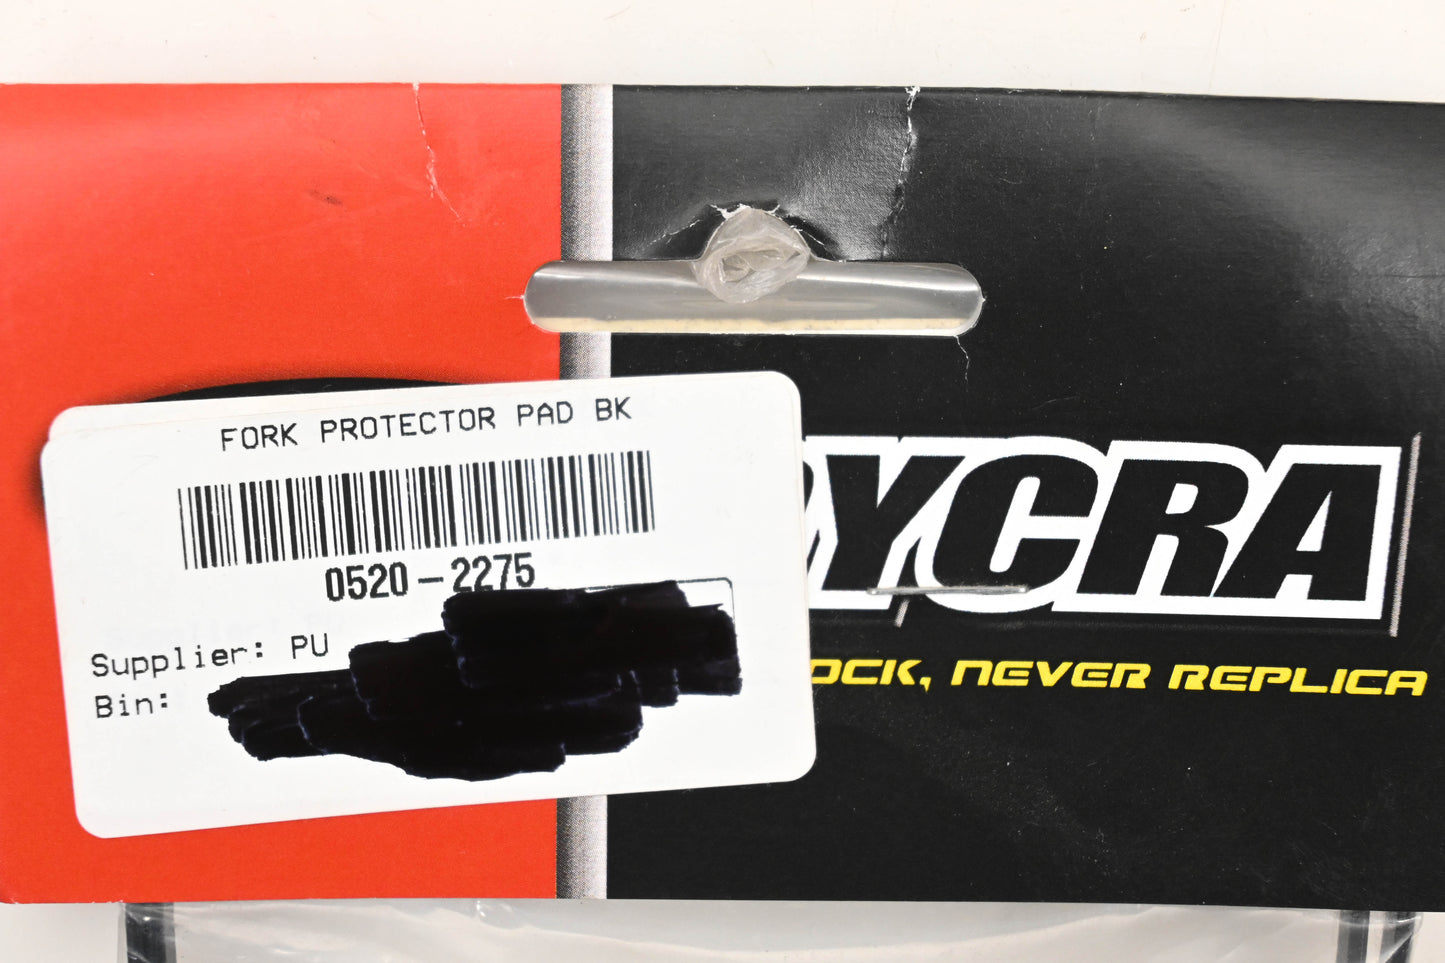 FORK PROTECTOR PAD BK
0520-2275
Supplier: PU
Bin:
YCRA
OCK, NEVER REPLICA